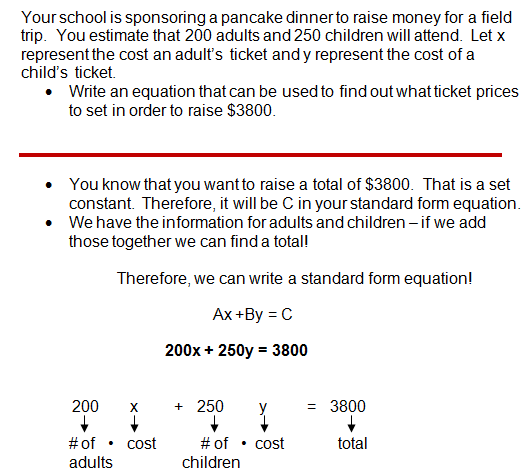 Your school is sponsoring a pancake dinner to raise money for a field
trip. You estimate that 200 adults and 250 children will attend. Let x
represent the cost an adult's ticket and y represent the cost of a
child's ticket.
• Write an equation that can be used to find out what ticket prices
to set in order to raise $3800.
• You know that you want to raise a total of $3800. That is a set
constant. Therefore, it will be C in your standard form equation.
• We have the information for adults and children – if we add
those together we can find a total!
Therefore, we can write a standard form equation!
Ax +By = C
200x + 250y = 3800
200 x + 250 y = 3800
# of • cost # of • cost total
adults children